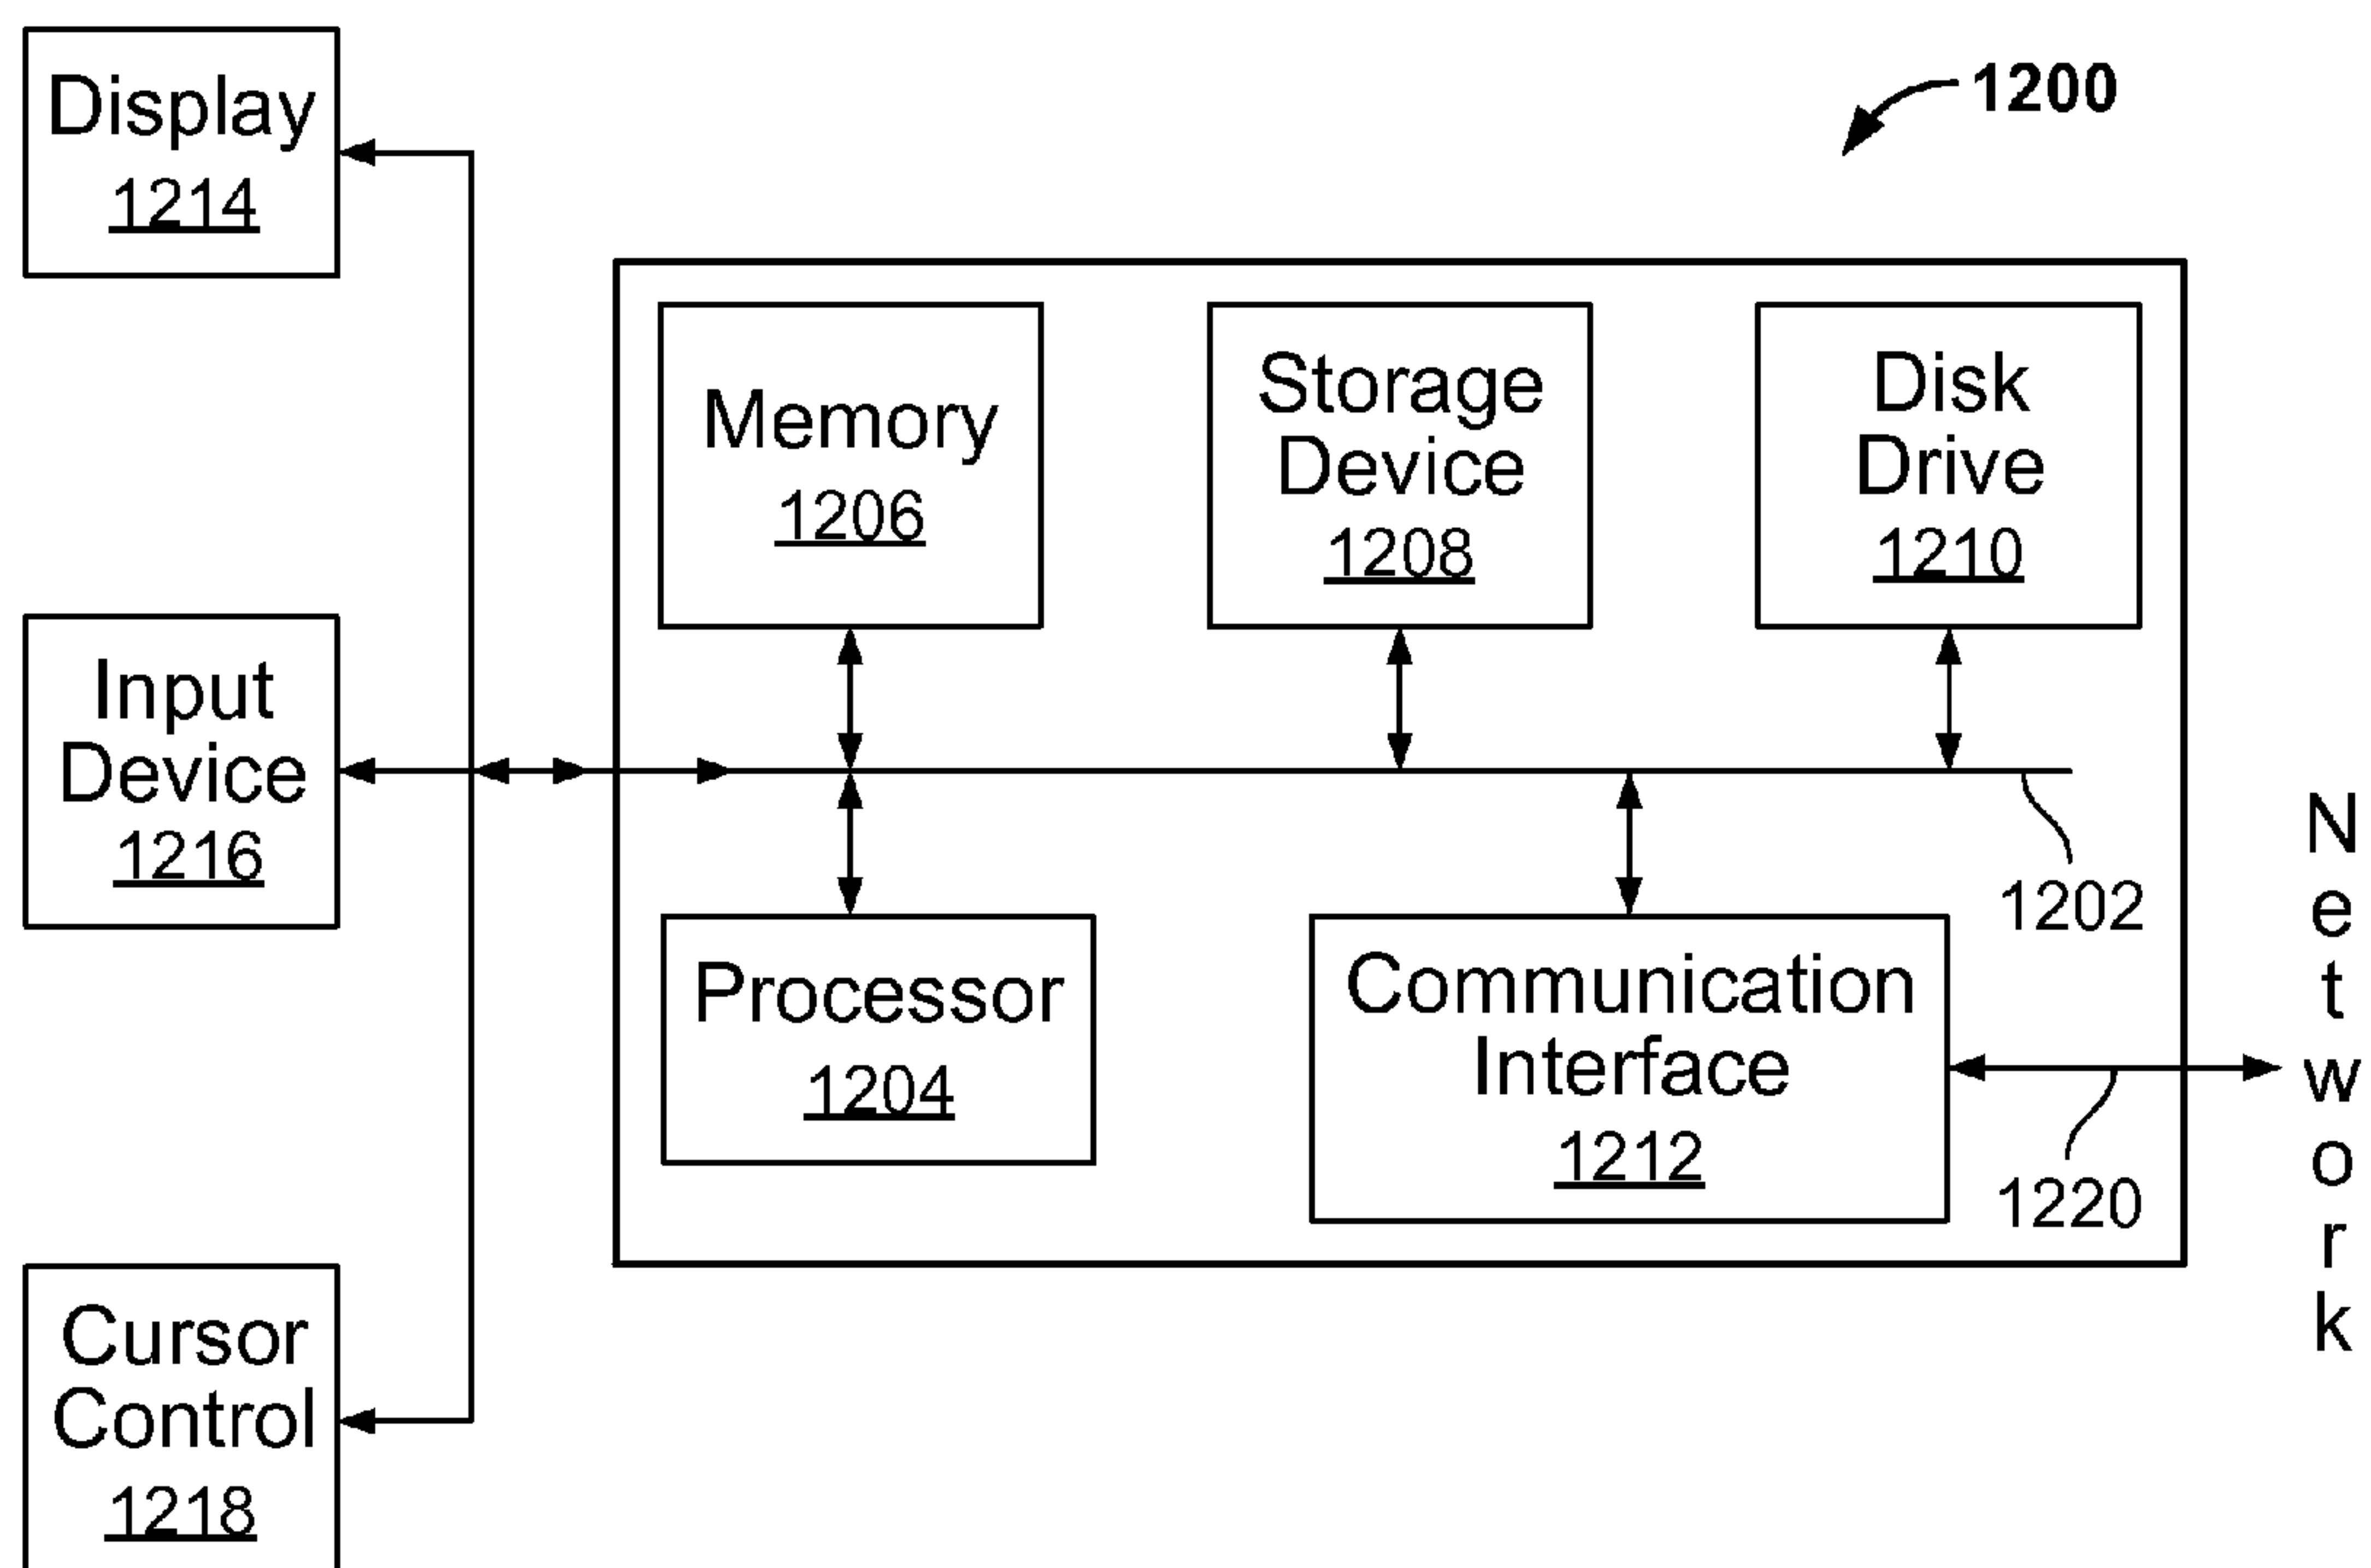 Display
1214
1200
Memory
1206
Storage
Device
1208
Disk
Drive
1210
Input
Device
1216
1202
Processor
1204
Communication
Interface
1212
1220
Network
Cursor
Control
1218